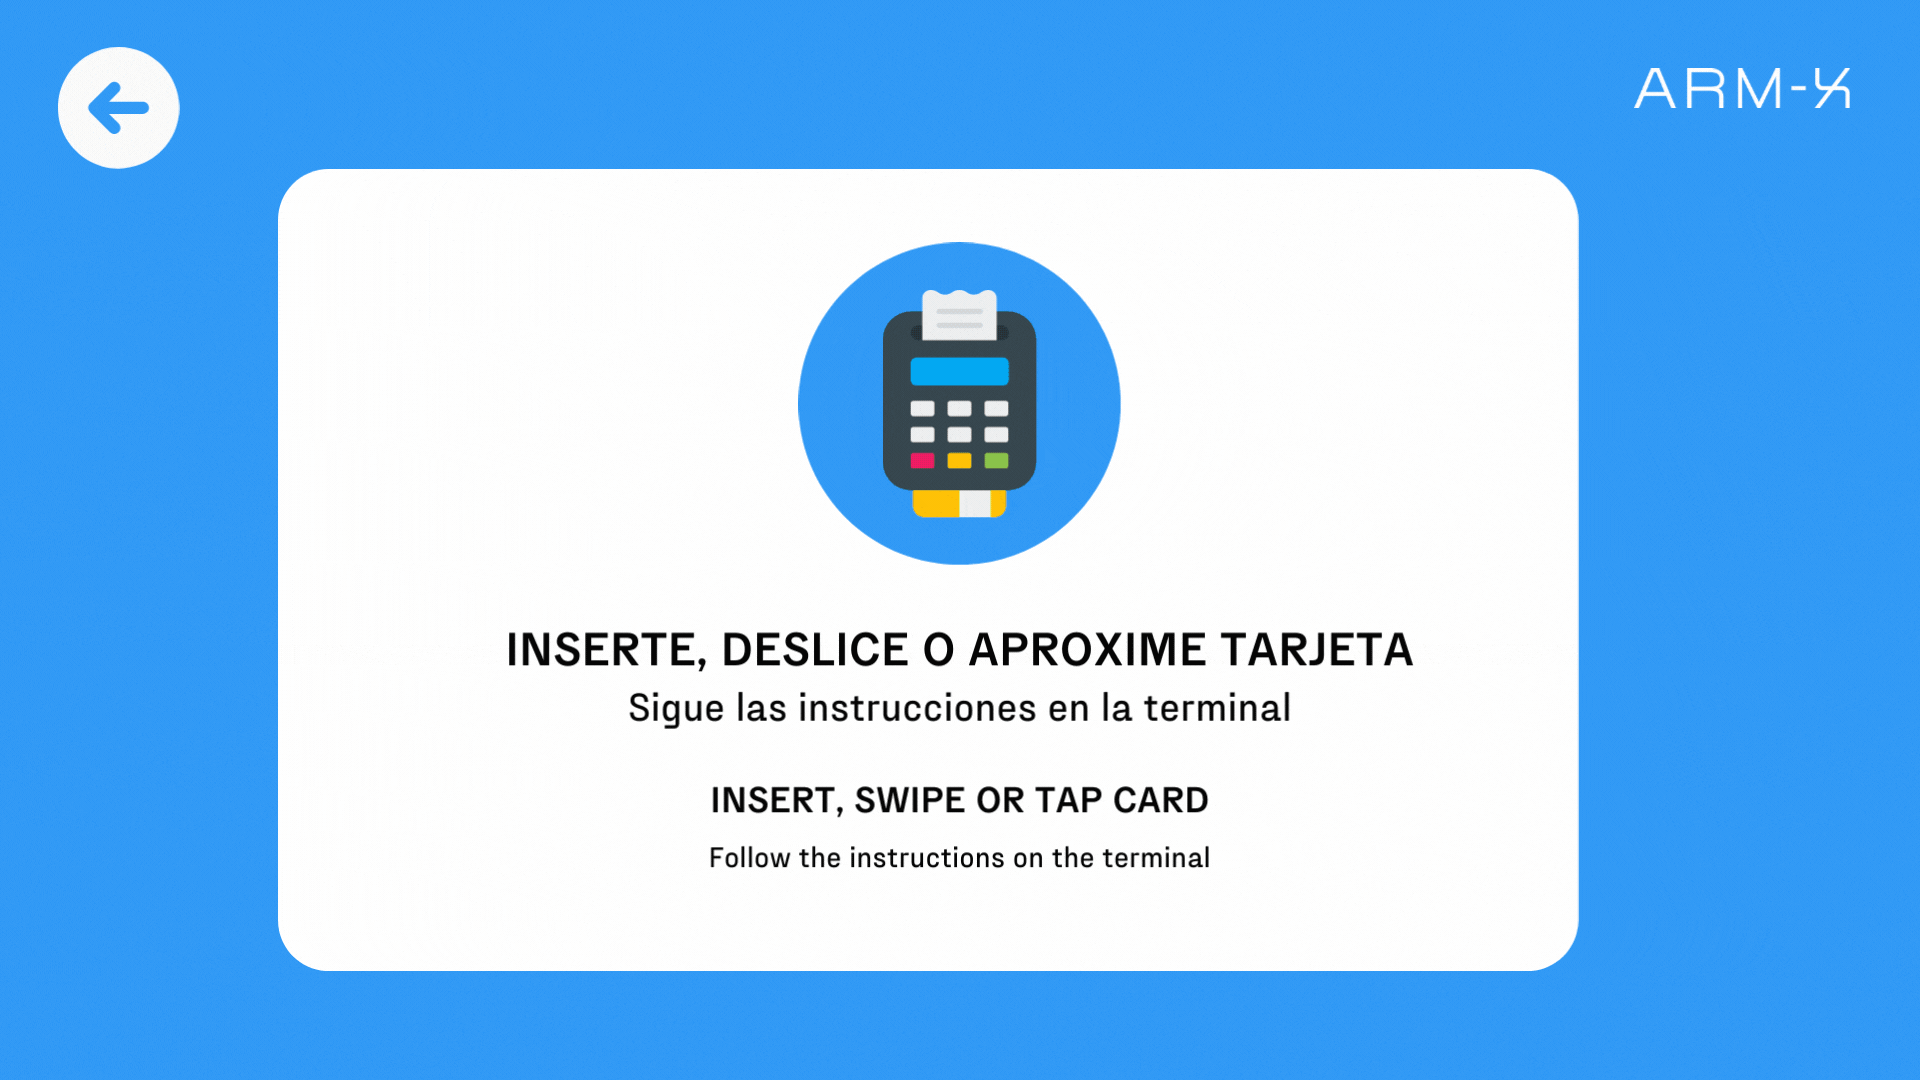 ARM-K
INSERTE, DESLICE O APROXIME TARJETA
Sigue las instrucciones en la terminal
INSERT, SWIPE OR TAP CARD
Follow the instructions on the terminal